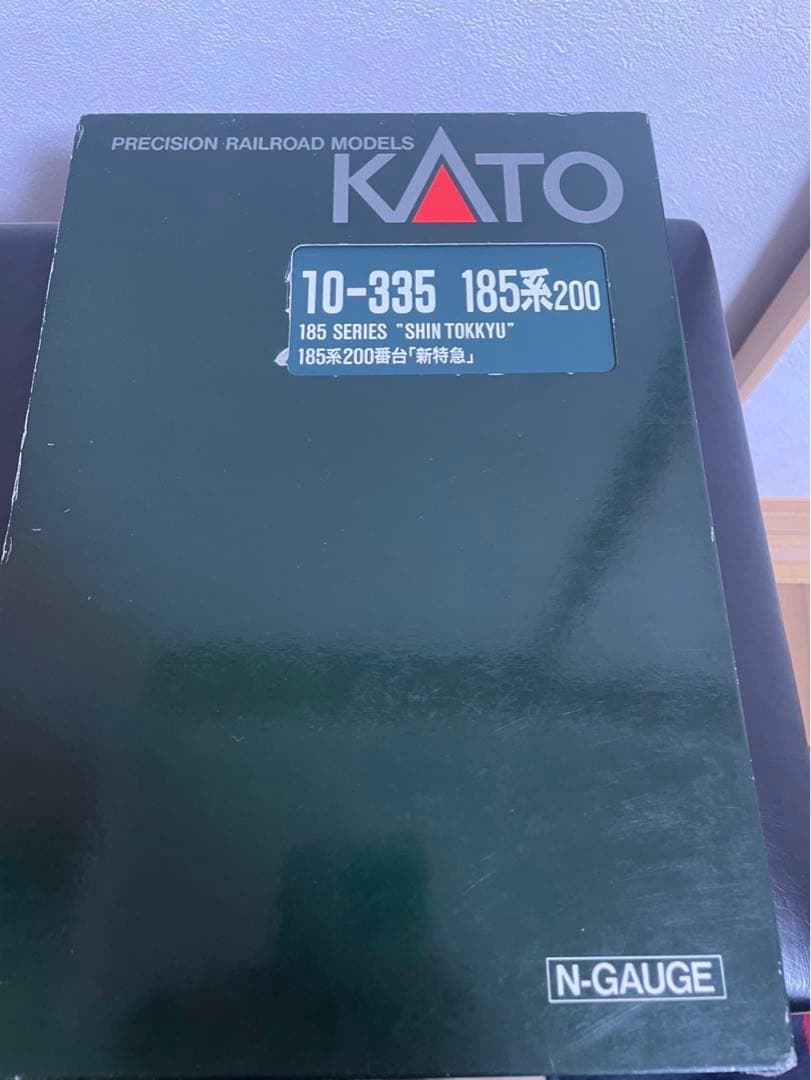 PRECISION RAILROAD MODELS
KATO
10-335 185系200
185 SERIES "SHIN TOKKYU"
185系200番台「新特急」
N-GAUGE